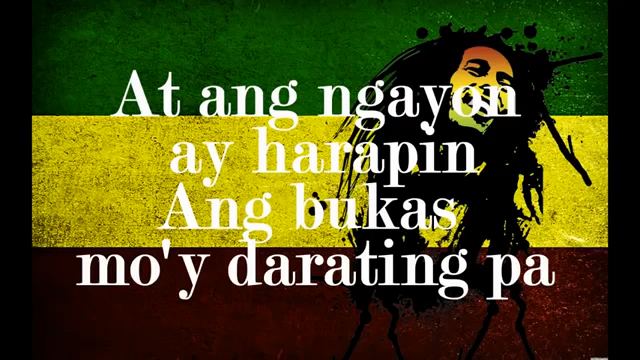 At ang ngayon
ay harapin
Ang bukas
mo'y darating pa